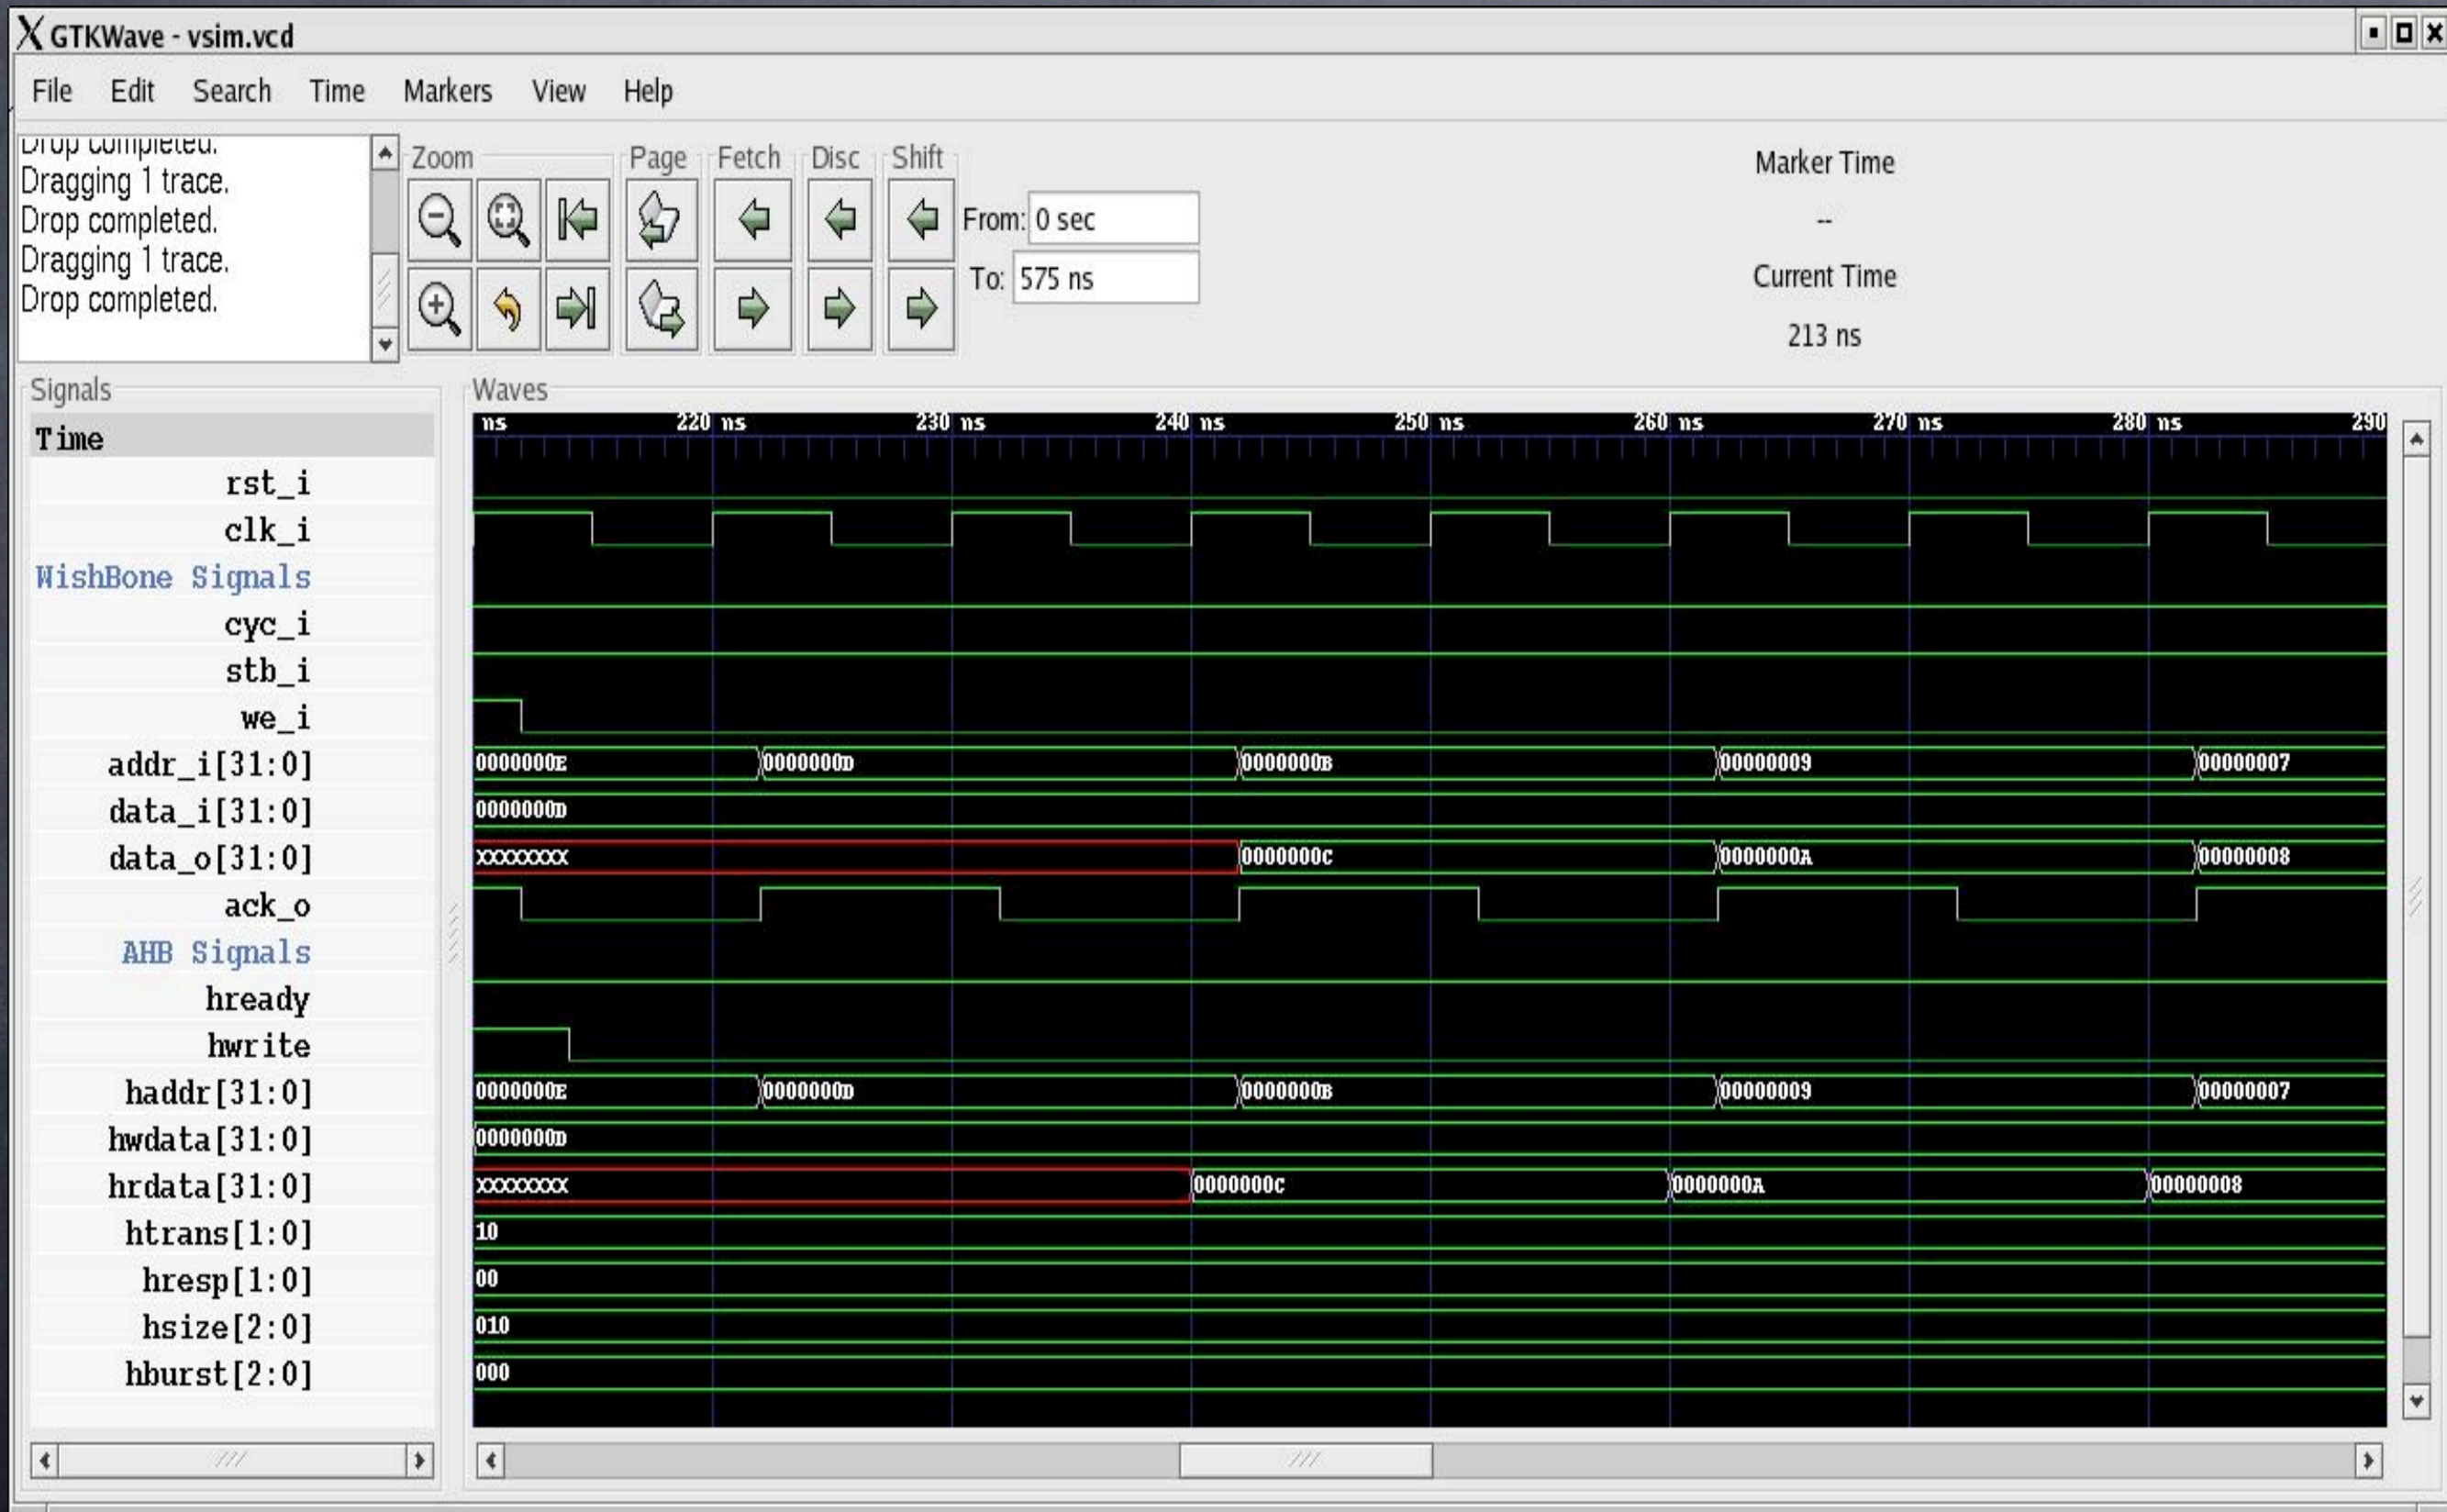 GTKWave - vsim.vcd
File Edit Search Time Markers View Help
Drop completed.
Dragging 1 trace.
Drop completed.
Dragging 1 trace.
Drop completed.
Zoom Page Fetch Disc Shift
From: 0 sec
To: 575 ns
Marker Time
--
Current Time
213 ns
Signals
Waves
Time
ns 220 ns 230 ns 240 ns 250 ns 260 ns 270 ns 280 ns 290
rst_i
clk_i
WishBone Signals
cyc_i
stb_i
we_i
addr_i[31:0] 0000000E 0000000D 0000000B 00000009 00000007
data_i[31:0] 0000000D
data_o[31:0] XXXXXXXX 0000000C 0000000A 00000008
ack_o
AHB Signals
hready
hwrite
haddr[31:0] 0000000E 0000000D 0000000B 00000009 00000007
hwdata[31:0] 0000000D
hrdata[31:0] XXXXXXXX 0000000C 0000000A 00000008
htrans[1:0] 10
hresp[1:0] 00
hsize[2:0] 010
hburst[2:0] 000